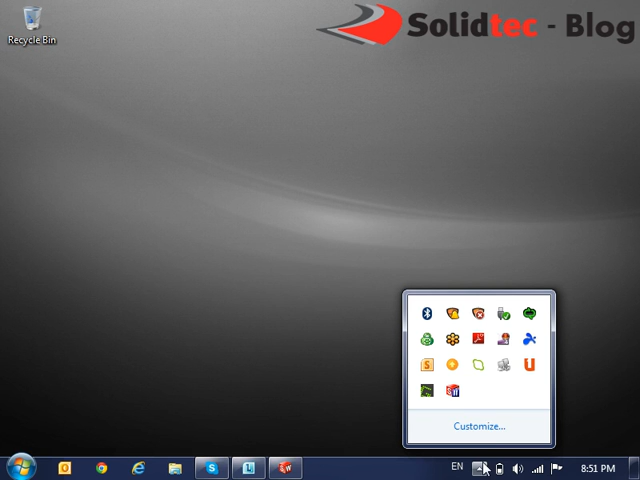 Solidtec - Blog
Recycle Bin
Customize...
EN
8:51 PM